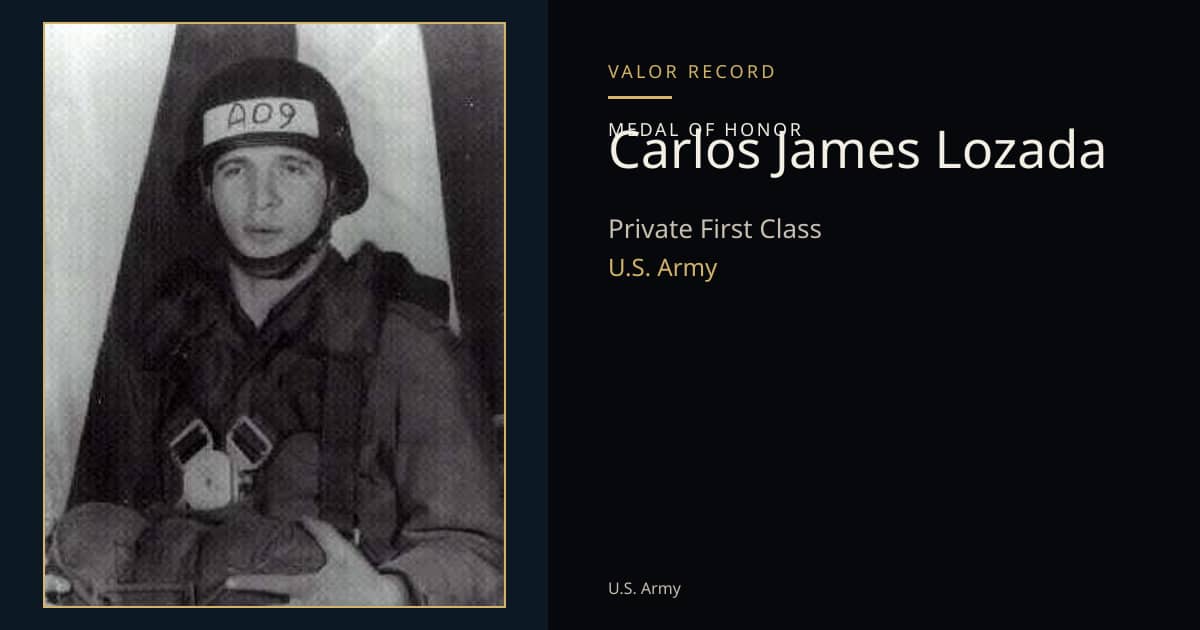 A09
VALOR RECORD
MEDAL OF HONOR
Carlos James Lozada
Private First Class
U.S. Army
U.S. Army